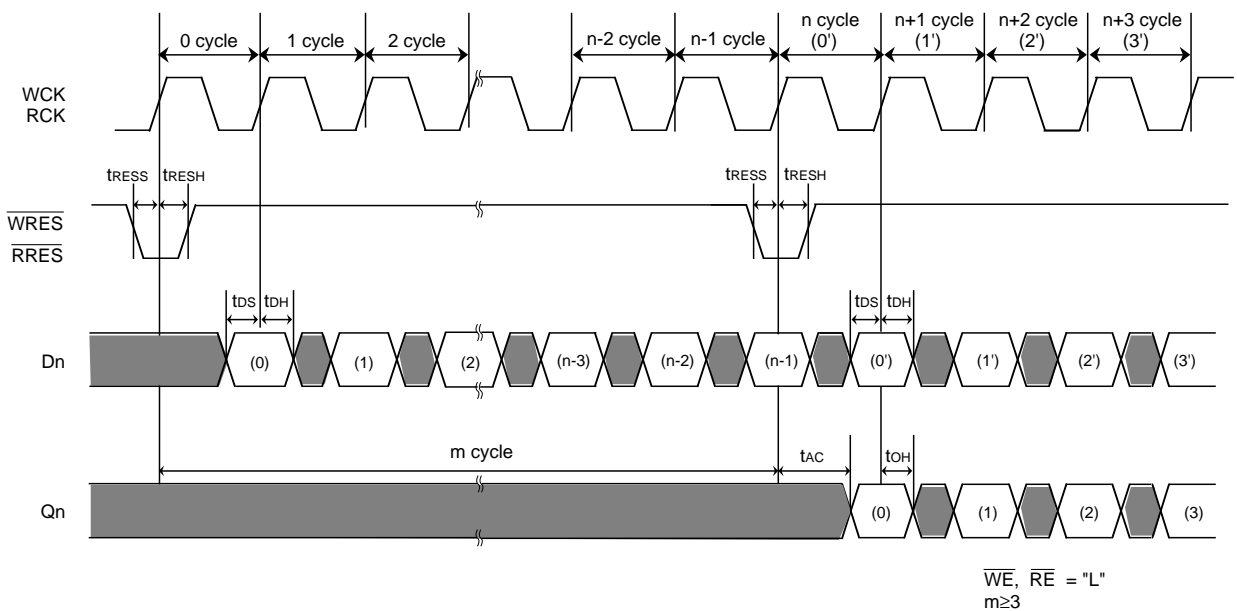 0 cycle 1 cycle 2 cycle n-2 cycle n-1 cycle n cycle n+1 cycle n+2 cycle n+3 cycle
(0') (1') (2') (3')
WCK
RCK
tRESS tRESH tRESS tRESH
WRES
RRES
tDS tDH tDS tDH
Dn (0) (1) (2) (n-3) (n-2) (n-1) (0') (1') (2') (3')
m cycle tAC tOH
Qn (0) (1) (2) (3)
WE, RE = "L"
m≥3